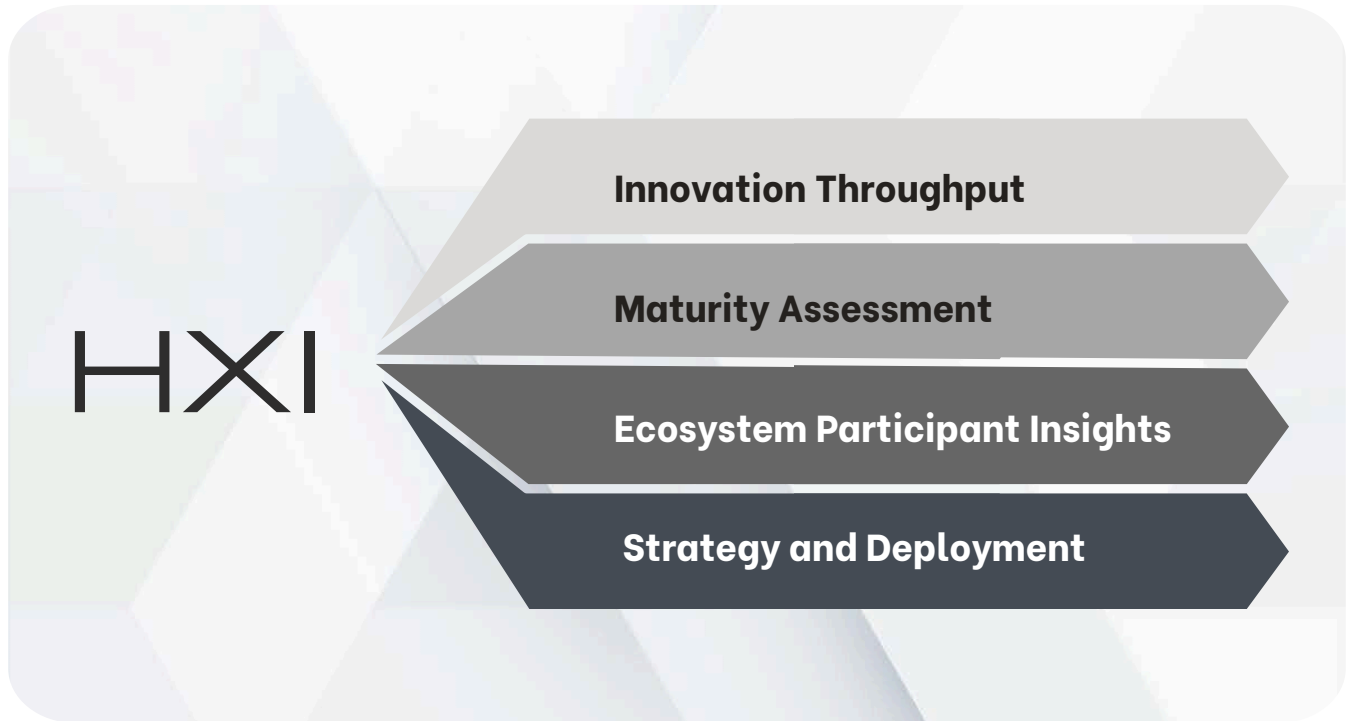 HXI
Innovation Throughput
Maturity Assessment
Ecosystem Participant Insights
Strategy and Deployment